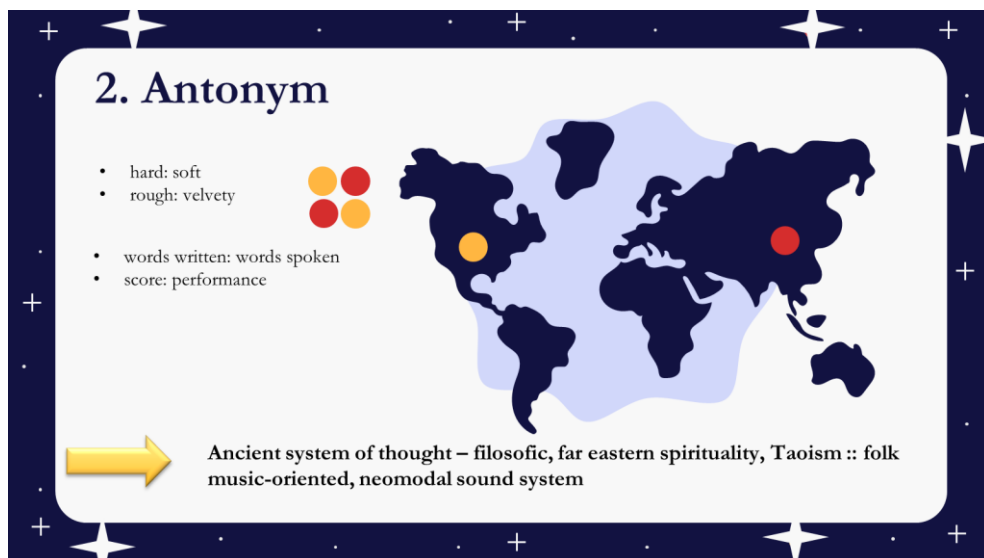 2. Antonym
• hard: soft
• rough: velvety
• words written: words spoken
• score: performance
Ancient system of thought – filosofic, far eastern spirituality, Taoism :: folk
music-oriented, neomodal sound system